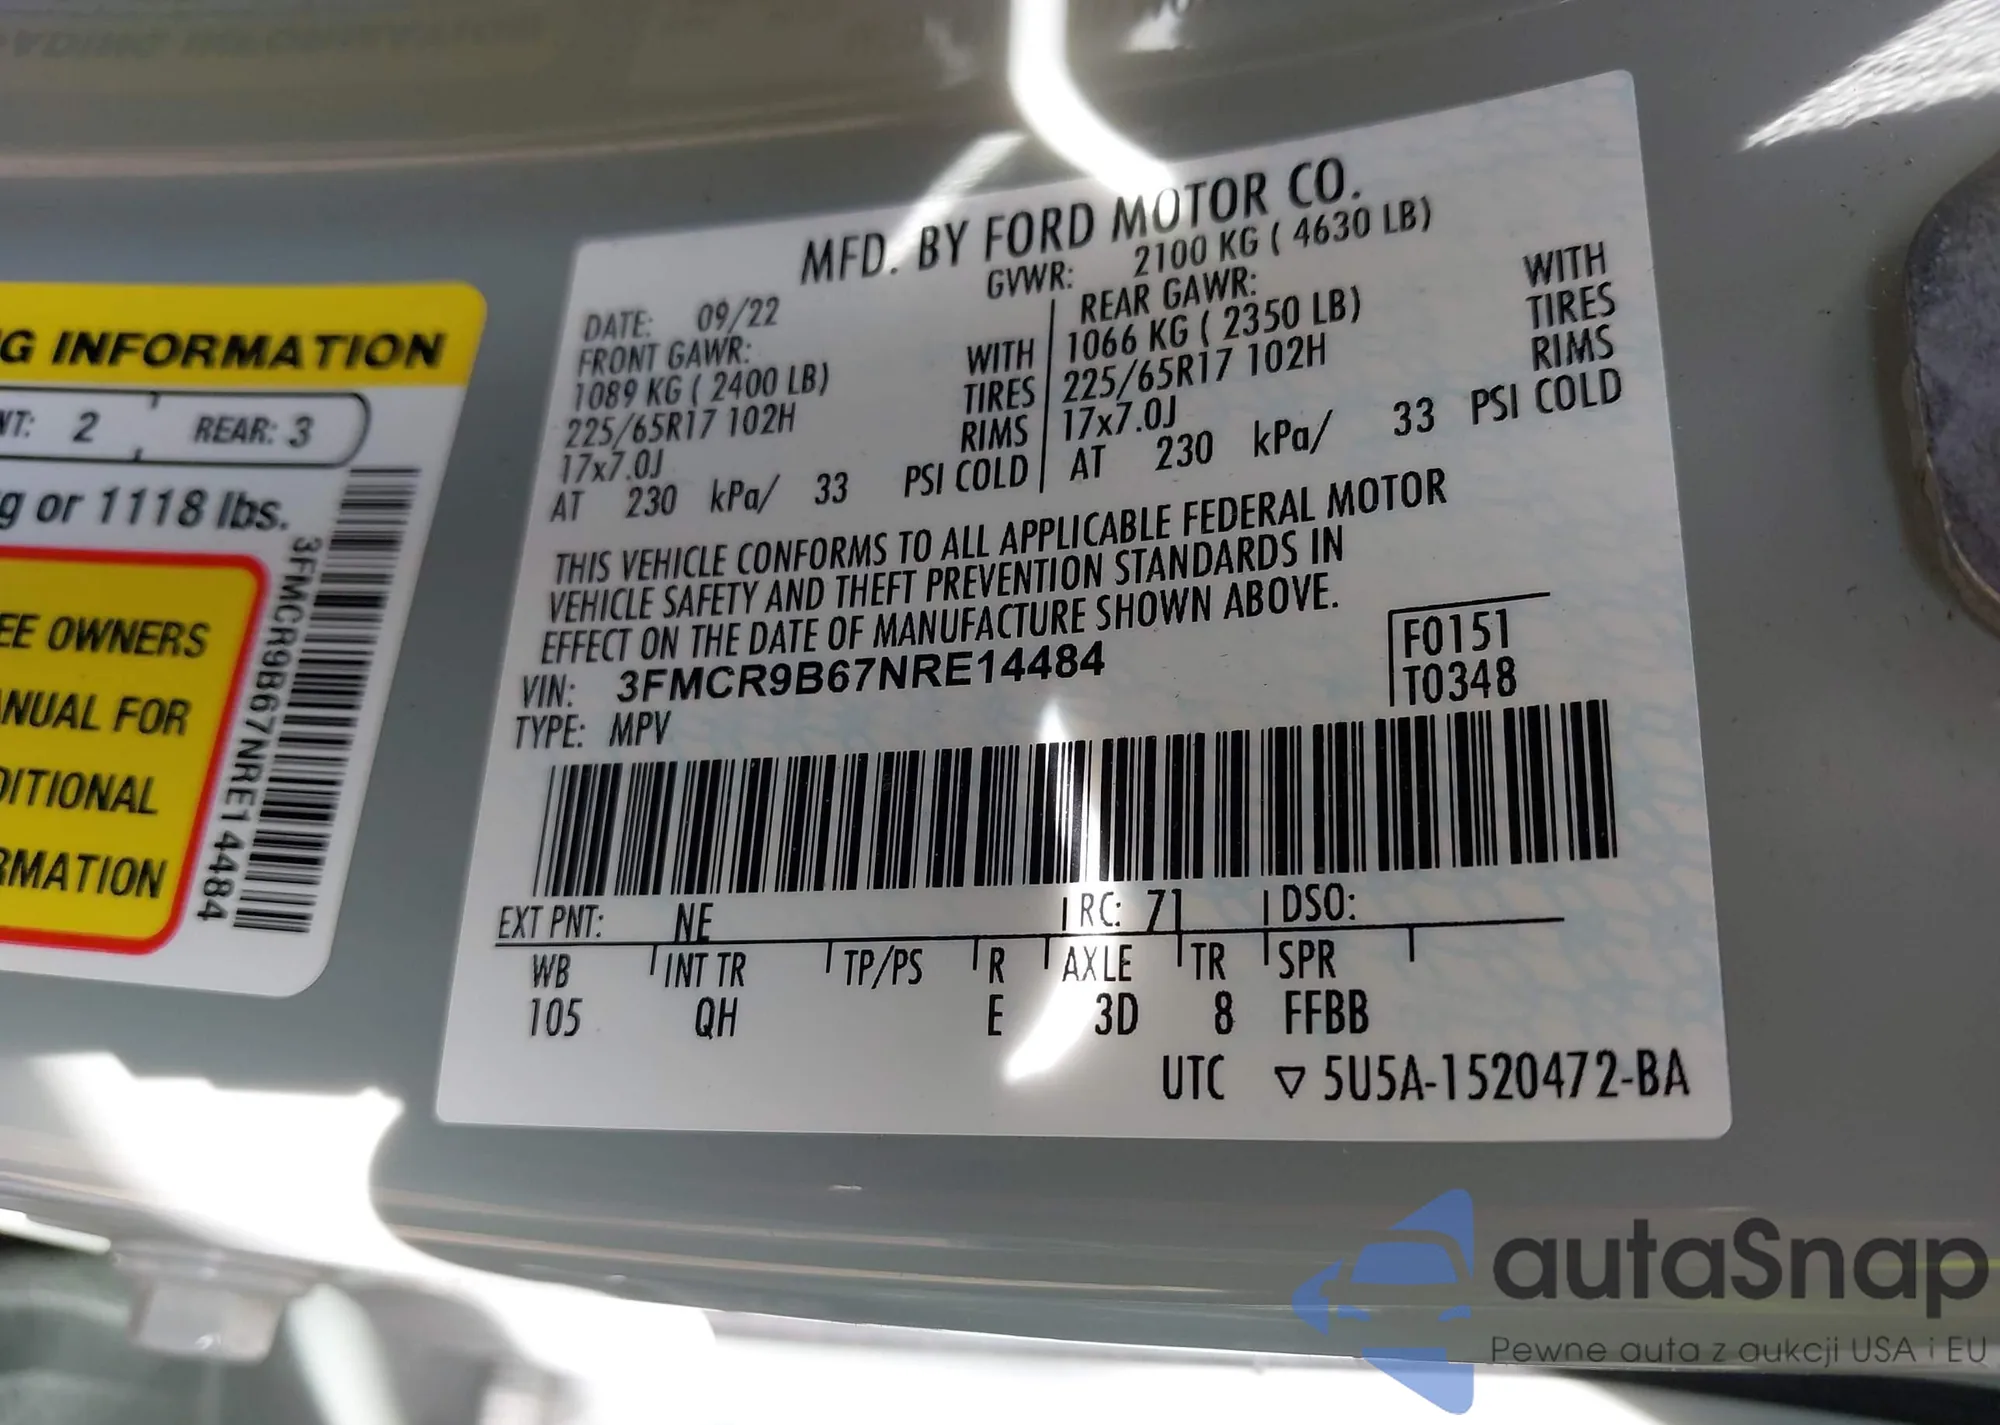 G INFORMATION
NT: 2 REAR: 3
g or 1118 lbs.
EE OWNERS
ANUAL FOR
DITIONAL
RMATION
3FMCR9B67NRE14484
MFD. BY FORD MOTOR CO.
GVWR: 2100 KG ( 4630 LB)
DATE: 09/22
FRONT GAWR:
1089 KG ( 2400 LB) WITH
225/65R17 102H TIRES
17x7.0J RIMS
AT 230 kPa/ 33 PSI COLD
REAR GAWR:
1066 KG ( 2350 LB) WITH
225/65R17 102H TIRES
17x7.0J RIMS
AT 230 kPa/ 33 PSI COLD
THIS VEHICLE CONFORMS TO ALL APPLICABLE FEDERAL MOTOR
VEHICLE SAFETY AND THEFT PREVENTION STANDARDS IN
EFFECT ON THE DATE OF MANUFACTURE SHOWN ABOVE.
VIN: 3FMCR9B67NRE14484
TYPE: MPV
F0151
T0348
EXT PNT: NE RC: 71 DSO:
WB INT TR TP/PS R AXLE TR SPR
105 QH E 3D 8 FFBB
UTC ▽ 5U5A-1520472-BA
autaSnap
Pewne auta z aukcji USA i EU